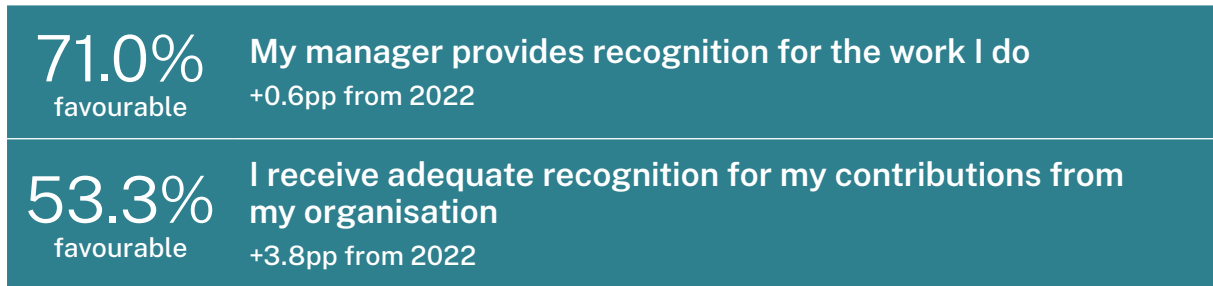 71.0%
favourable
My manager provides recognition for the work I do
+0.6pp from 2022
53.3%
favourable
I receive adequate recognition for my contributions from
my organisation
+3.8pp from 2022